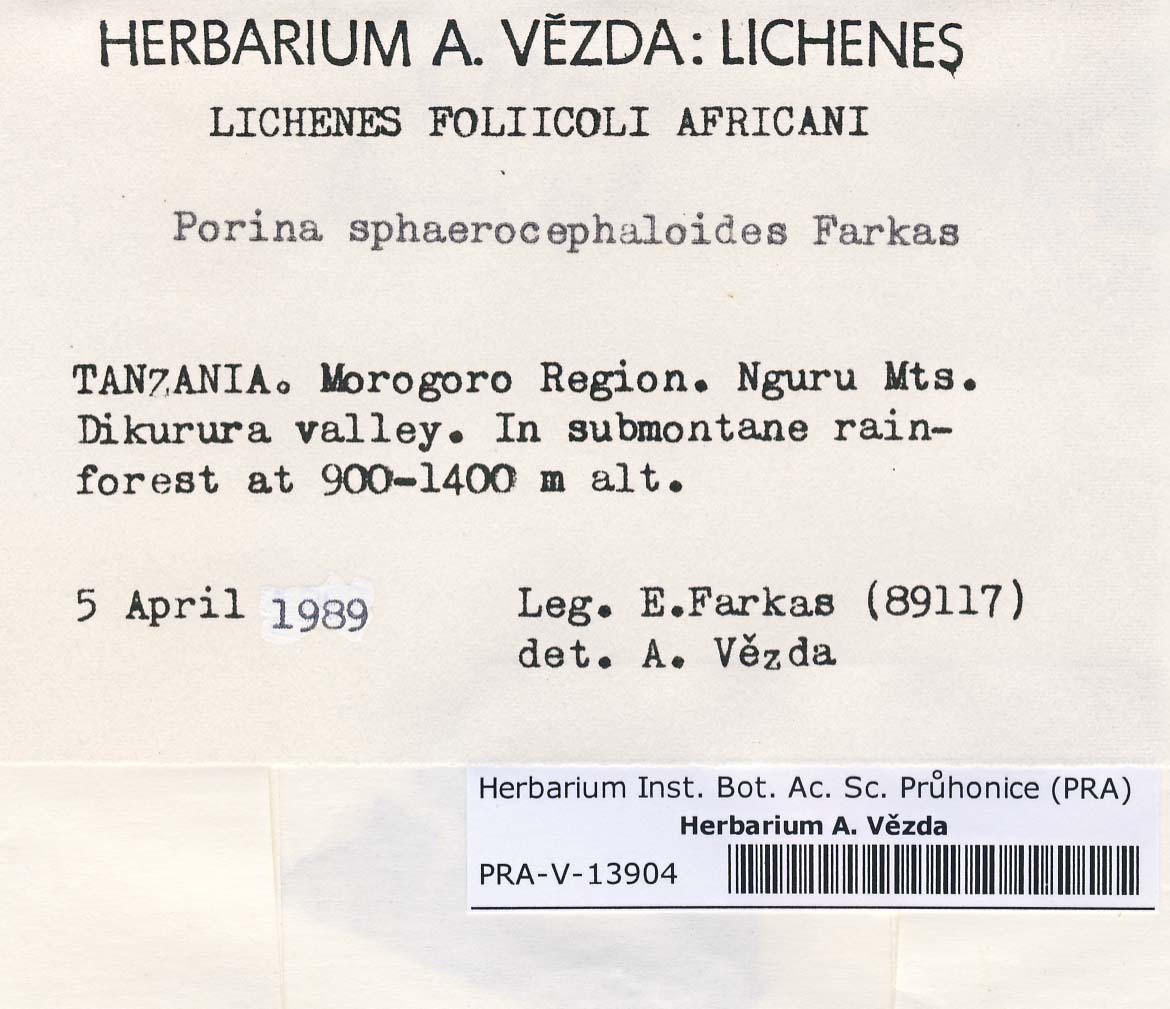 HERBARIUM A. VĚZDA: LICHENES
LICHENES FOLIICOLI AFRICANI
Porina sphaerocephaloides Farkas
TANZANIA. Morogoro Region. Nguru Mts.
Dikurura valley. In submontane rain-
forest at 900-1400 m alt.
5 April 1989
Leg. E.Farkas (89117)
det. A. Vězda
Herbarium Inst. Bot. Ac. Sc. Průhonice (PRA)
Herbarium A. Vězda
PRA-V-13904